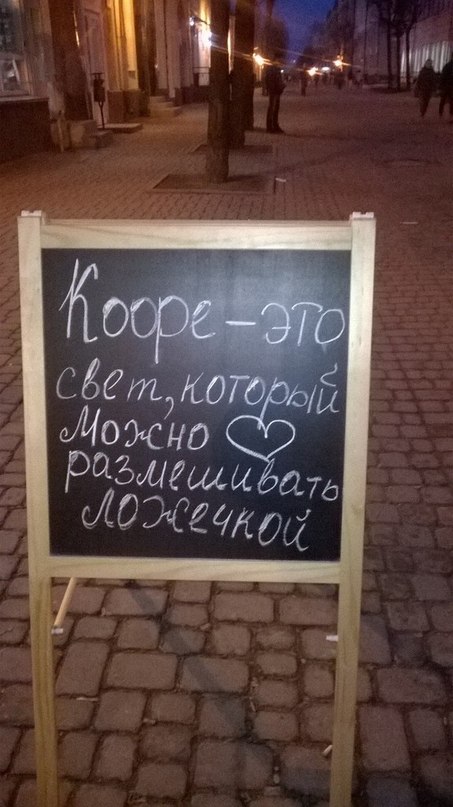 Кофе – это
свет, который
можно ♡
размешивать
ложечкой